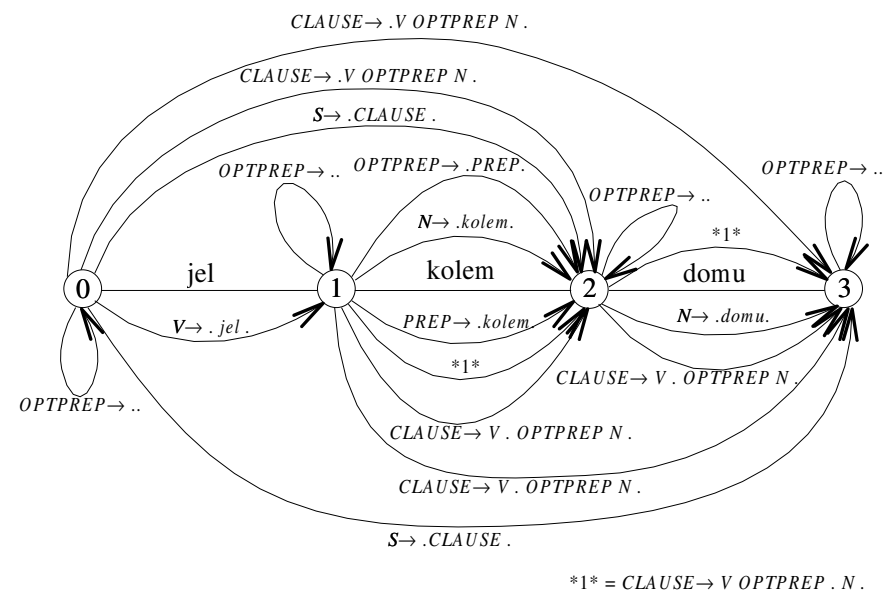 CLAUSE→ .V OPTPREP N .
CLAUSE→ .V OPTPREP N .
S→ .CLAUSE .
OPTPREP→ ..
OPTPREP→ .PREP.
OPTPREP→ ..
OPTPREP→ ..
N→ .kolem.
*1*
jel
kolem
domu
0
1
2
3
V→ . jel .
PREP→ .kolem.
N→ .domu.
*1*
CLAUSE→ V . OPTPREP N .
OPTPREP→ ..
CLAUSE→ V . OPTPREP N .
CLAUSE→ V . OPTPREP N .
S→ .CLAUSE .
*1* = CLAUSE→ V OPTPREP . N .